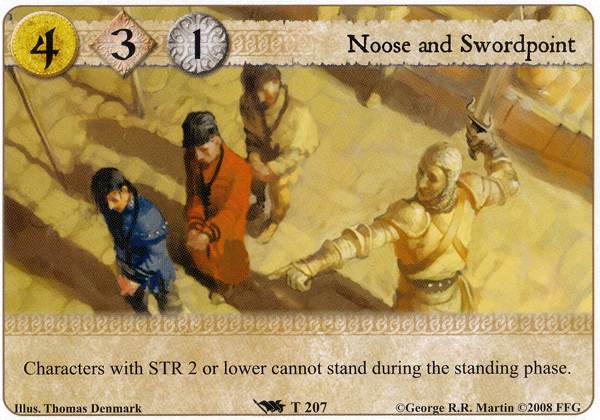 4 3 1 Noose and Swordpoint
Characters with STR 2 or lower cannot stand during the standing phase.
Illus. Thomas Denmark T 207 ©George R.R. Martin ©2008 FFG